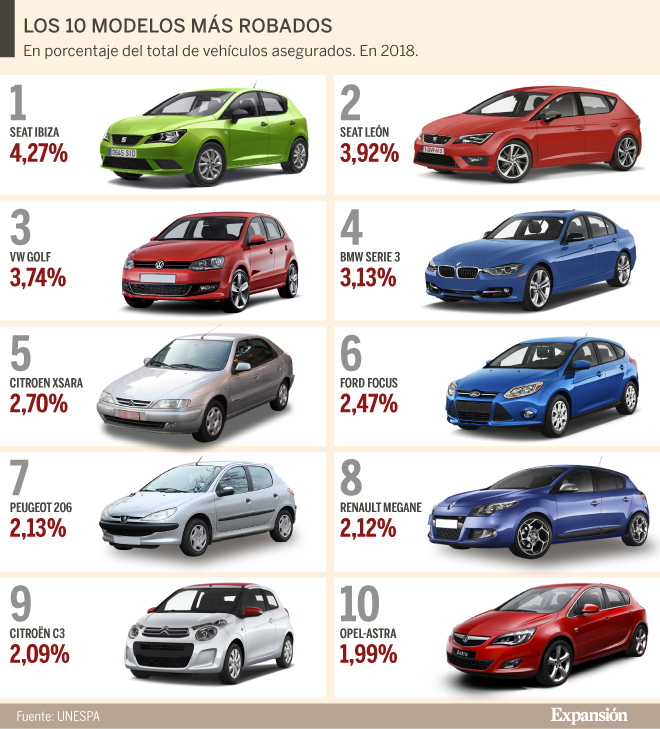 LOS 10 MODELOS MÁS ROBADOS
En porcentaje del total de vehículos asegurados. En 2018.
1
SEAT IBIZA
4,27%
2
SEAT LEÓN
3,92%
3
VW GOLF
3,74%
4
BMW SERIE 3
3,13%
5
CITROEN XSARA
2,70%
6
FORD FOCUS
2,47%
7
PEUGEOT 206
2,13%
8
RENAULT MEGANE
2,12%
9
CITROËN C3
2,09%
10
OPEL-ASTRA
1,99%
Astra
Fuente: UNESPA
Expansión